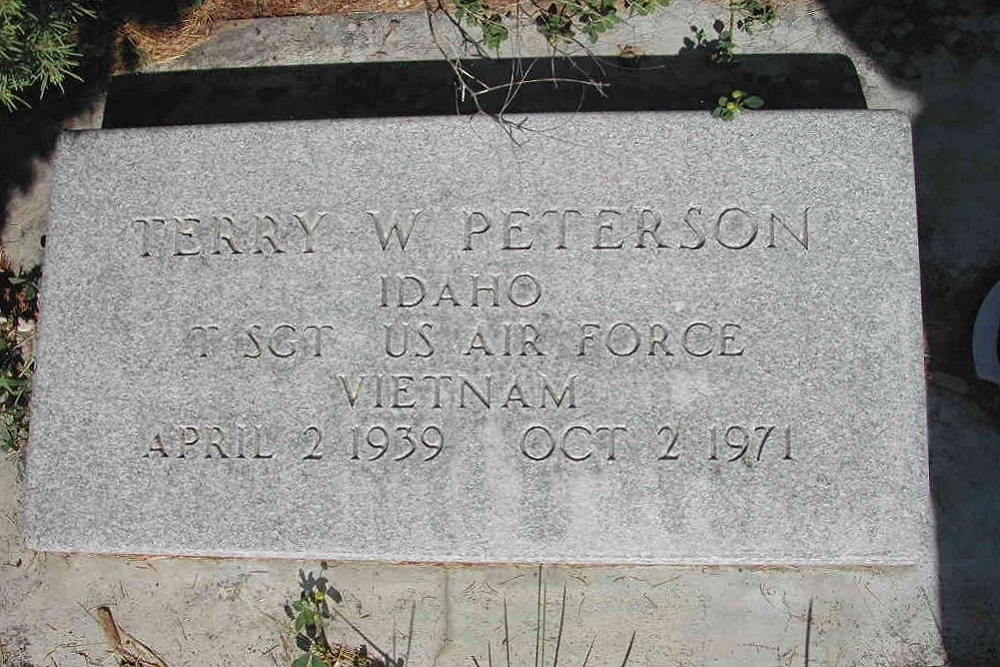 TERRY W PETERSON
IDAHO
T SGT US AIR FORCE
VIETNAM
APRIL 2 1939 OCT 2 1971